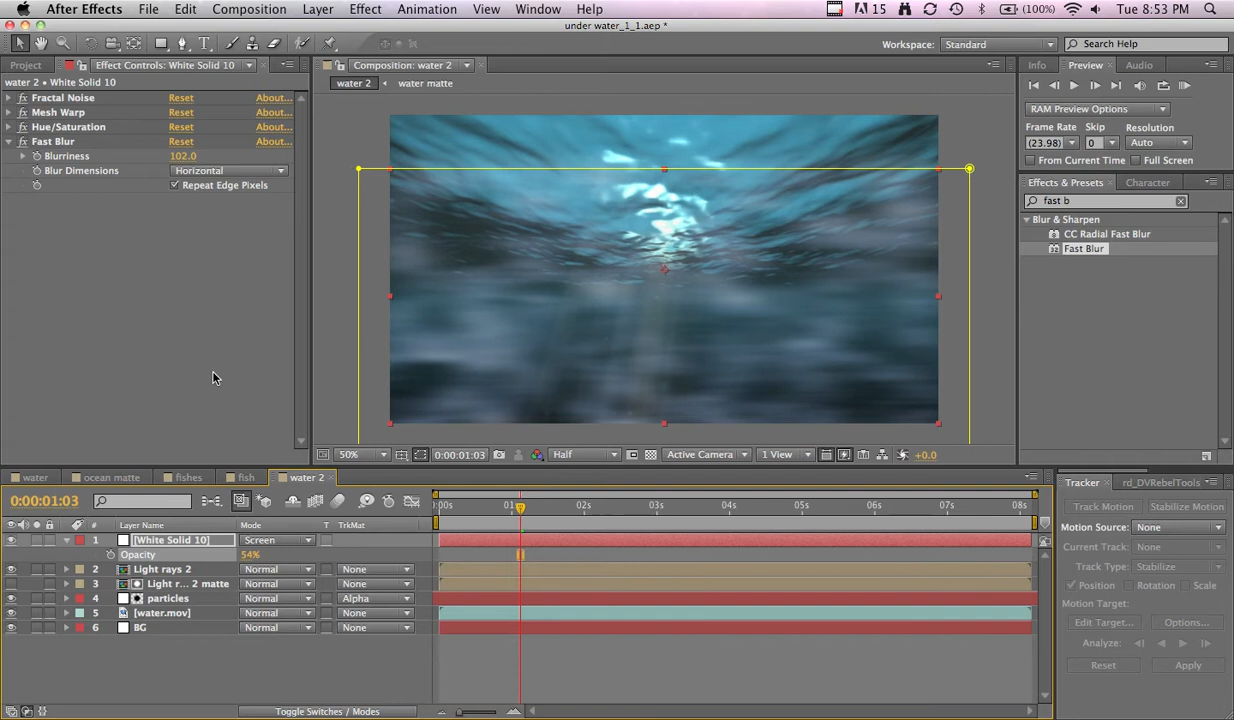 After Effects File Edit Composition Layer Effect Animation View Window Help 15 (100%) Tue 8:53 PM
under water_1_1.aep *
Workspace: Standard Search Help
Project Effect Controls: White Solid 10 Composition: water 2 Info Preview Audio
water 2 • White Solid 10 water 2 water matte
Fractal Noise Reset About...
Mesh Warp Reset About...
Hue/Saturation Reset About...
Fast Blur Reset About...
Blurriness 102.0
Blur Dimensions Horizontal
Repeat Edge Pixels
RAM Preview Options
Frame Rate Skip Resolution
(23.98) 0 Auto
From Current Time Full Screen
Effects & Presets Character
fast b
Blur & Sharpen
CC Radial Fast Blur
Fast Blur
50% 0:00:01:03 Half Active Camera 1 View +0.0
water ocean matte fishes fish water 2
0:00:01:03
:00s 01 02s 03s 04s 05s 06s 07s 08s
# Layer Name Mode T TrkMat
1 [White Solid 10] Screen
Opacity 54%
2 Light rays 2 Normal None
3 Light r... 2 matte Normal None
4 particles Normal Alpha
5 [water.mov] Normal None
6 BG Normal None
Toggle Switches / Modes
Tracker rd_DVRebelTools
Track Motion Stabilize Motion
Motion Source: None
Current Track: None
Track Type: Stabilize
Position Rotation Scale
Motion Target:
Edit Target... Options...
Analyze:
Reset Apply